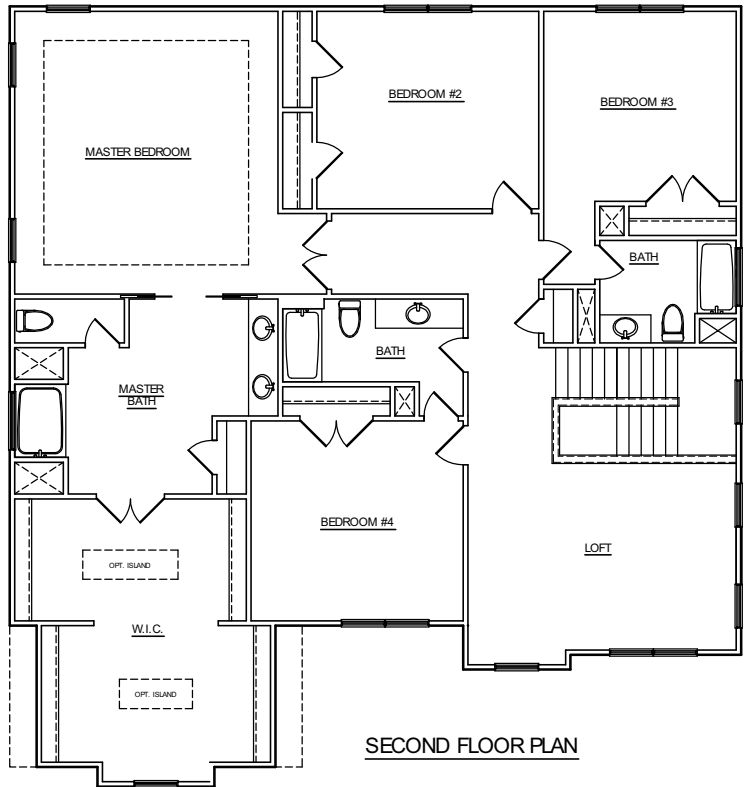 BEDROOM #2
BEDROOM #3
MASTER BEDROOM
BATH
BATH
MASTER
BATH
BEDROOM #4
LOFT
OPT. ISLAND
W.I.C.
OPT. ISLAND
SECOND FLOOR PLAN